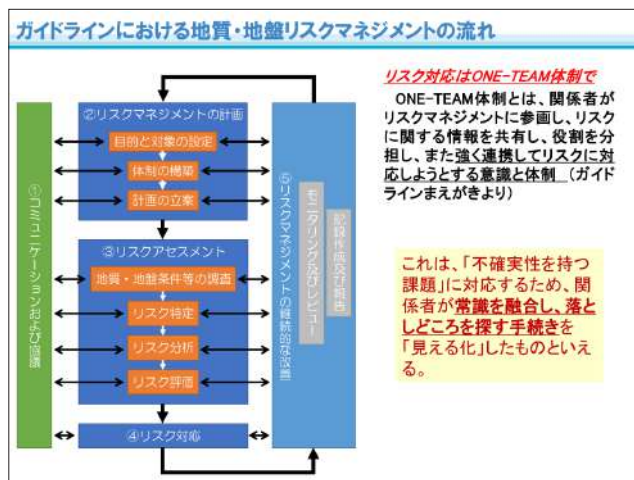 ガイドラインにおける地質・地盤リスクマネジメントの流れ
①コミュニケーションおよび協議
②リスクマネジメントの計画
目的と対象の設定
体制の構築
計画の立案
③リスクアセスメント
地質・地盤条件等の調査
リスク特定
リスク分析
リスク評価
④リスク対応
⑤リスクマネジメントの継続的な改善
モニタリング及びレビュー
記録作成及び報告
リスク対応はONE-TEAM体制で
ONE-TEAM体制とは、関係者が
リスクマネジメントに参画し、リスク
に関する情報を共有し、役割を分
担し、また強く連携してリスクに対
応しようとする意識と体制 （ガイド
ラインまえがきより）
これは、「不確実性を持つ
課題」に対応するため、関
係者が常識を融合し、落と
しどころを探す手続きを
「見える化」したものといえ
る。